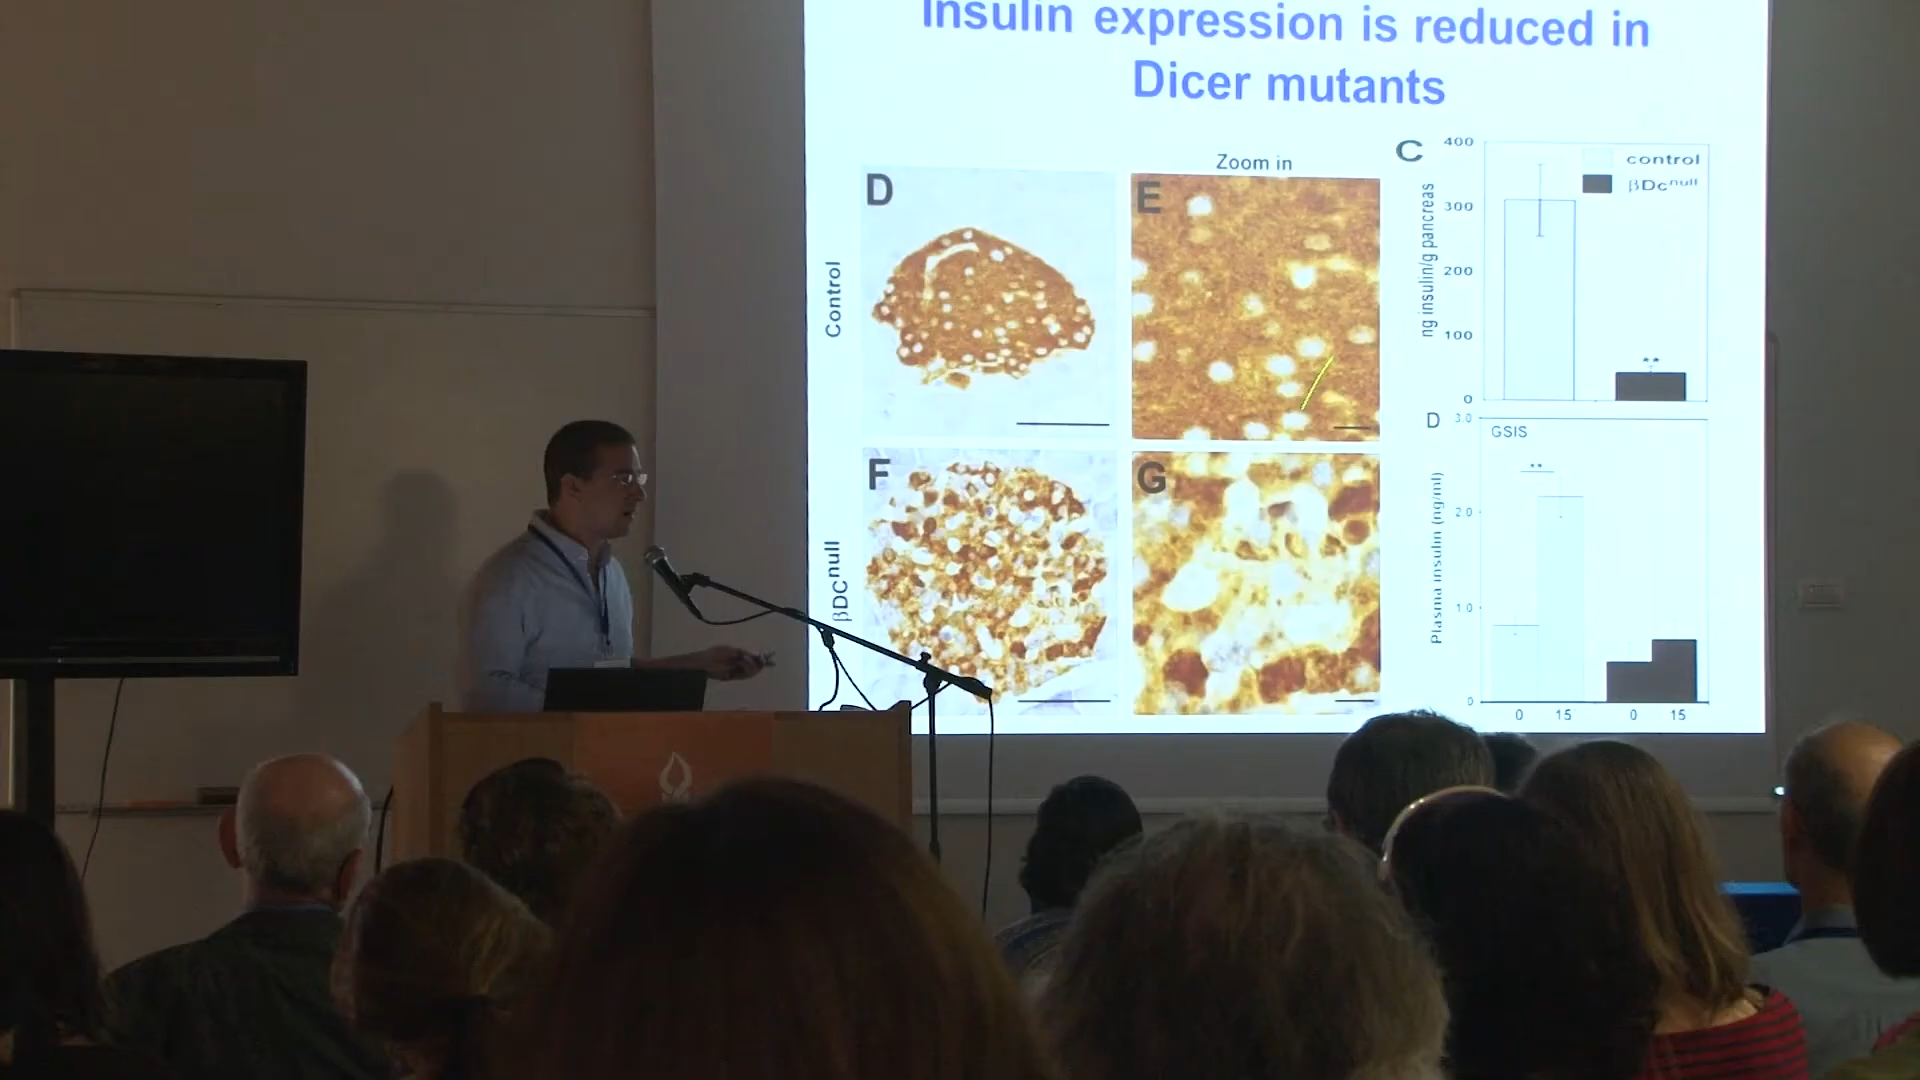 Insulin expression is reduced in
Dicer mutants
Zoom in
Control
D
E
βDCnull
F
G
C
400
300
200
100
0
ng insulin/g pancreas
control
βDcnull
**
D
3.0
2.0
1.0
0
Plasma insulin (ng/ml)
GSIS
**
0 15 0 15